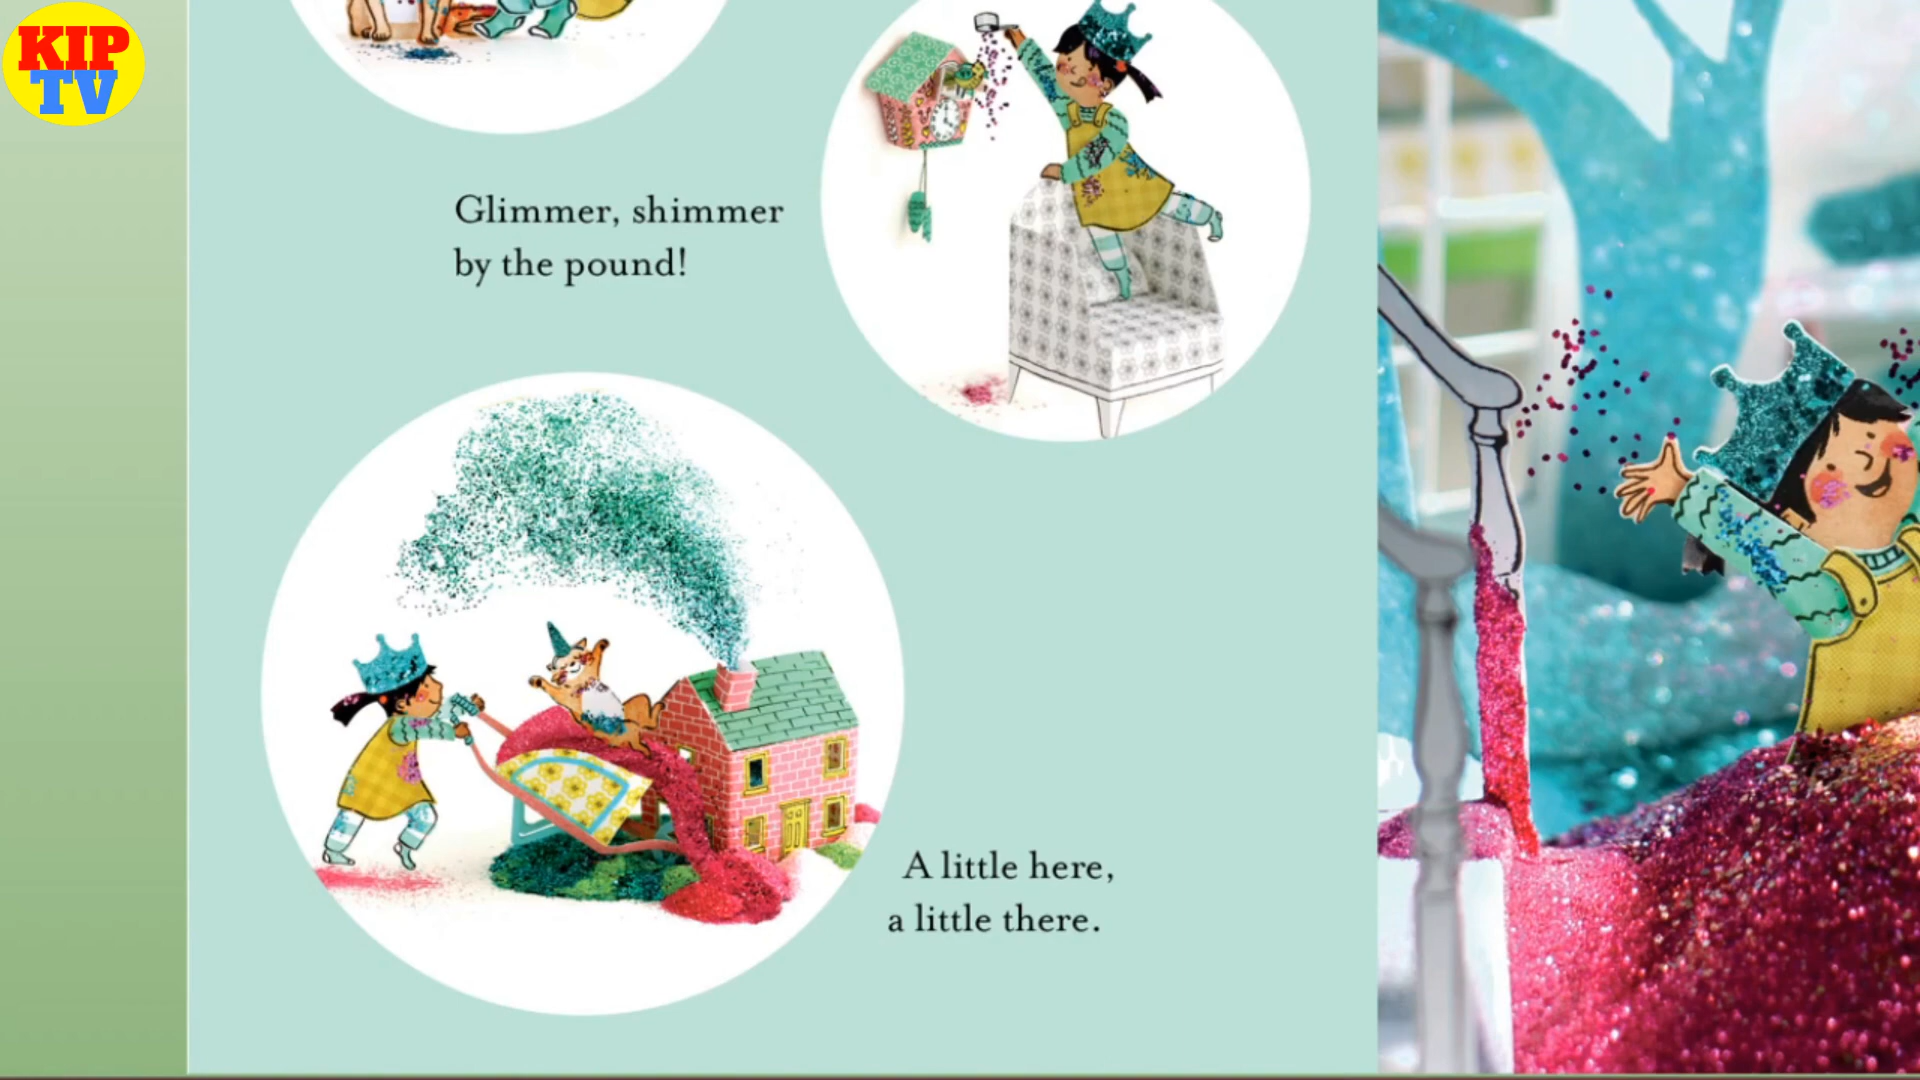 KIP
TV
Glimmer, shimmer
by the pound!
A little here,
a little there.